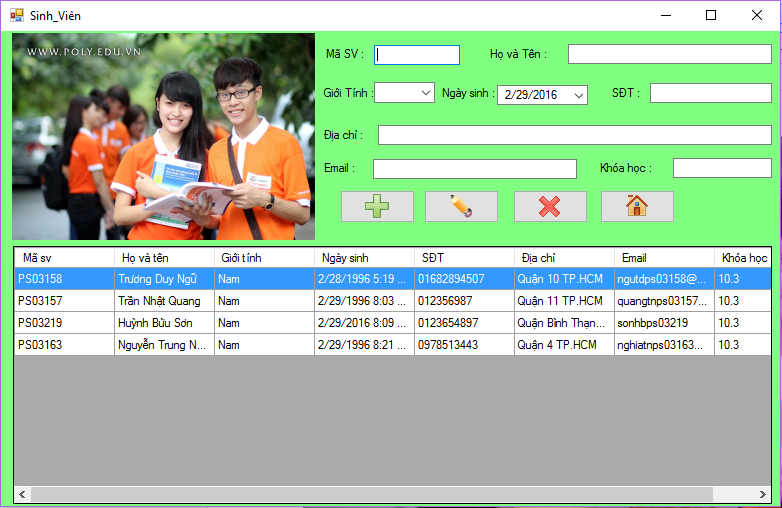 Sinh_Viên
WWW.POLY.EDU.VN
Mã SV :
Họ và Tên :
Giới Tính :
Ngày sinh :
2/29/2016
SĐT :
Địa chỉ :
Email :
Khóa học :
Mã sv Họ và tên Giới tính Ngày sinh SĐT Địa chỉ Email Khóa học
PS03158 Trương Duy Ngữ Nam 2/28/1996 5:19 ... 01682894507 Quận 10 TP.HCM ngutdps03158@... 10.3
PS03157 Trần Nhật Quang Nam 2/29/1996 8:03 ... 012356987 Quận 11 TP.HCM quangtnps03157... 10.3
PS03219 Huỳnh Bửu Sơn Nam 2/29/2016 8:09 ... 0123654897 Quận Bình Thạn... sonhbps03219 10.3
PS03163 Nguyễn Trung N... Nam 2/29/1996 8:21 ... 0978513443 Quận 4 TP.HCM nghiatnps03163... 10.3